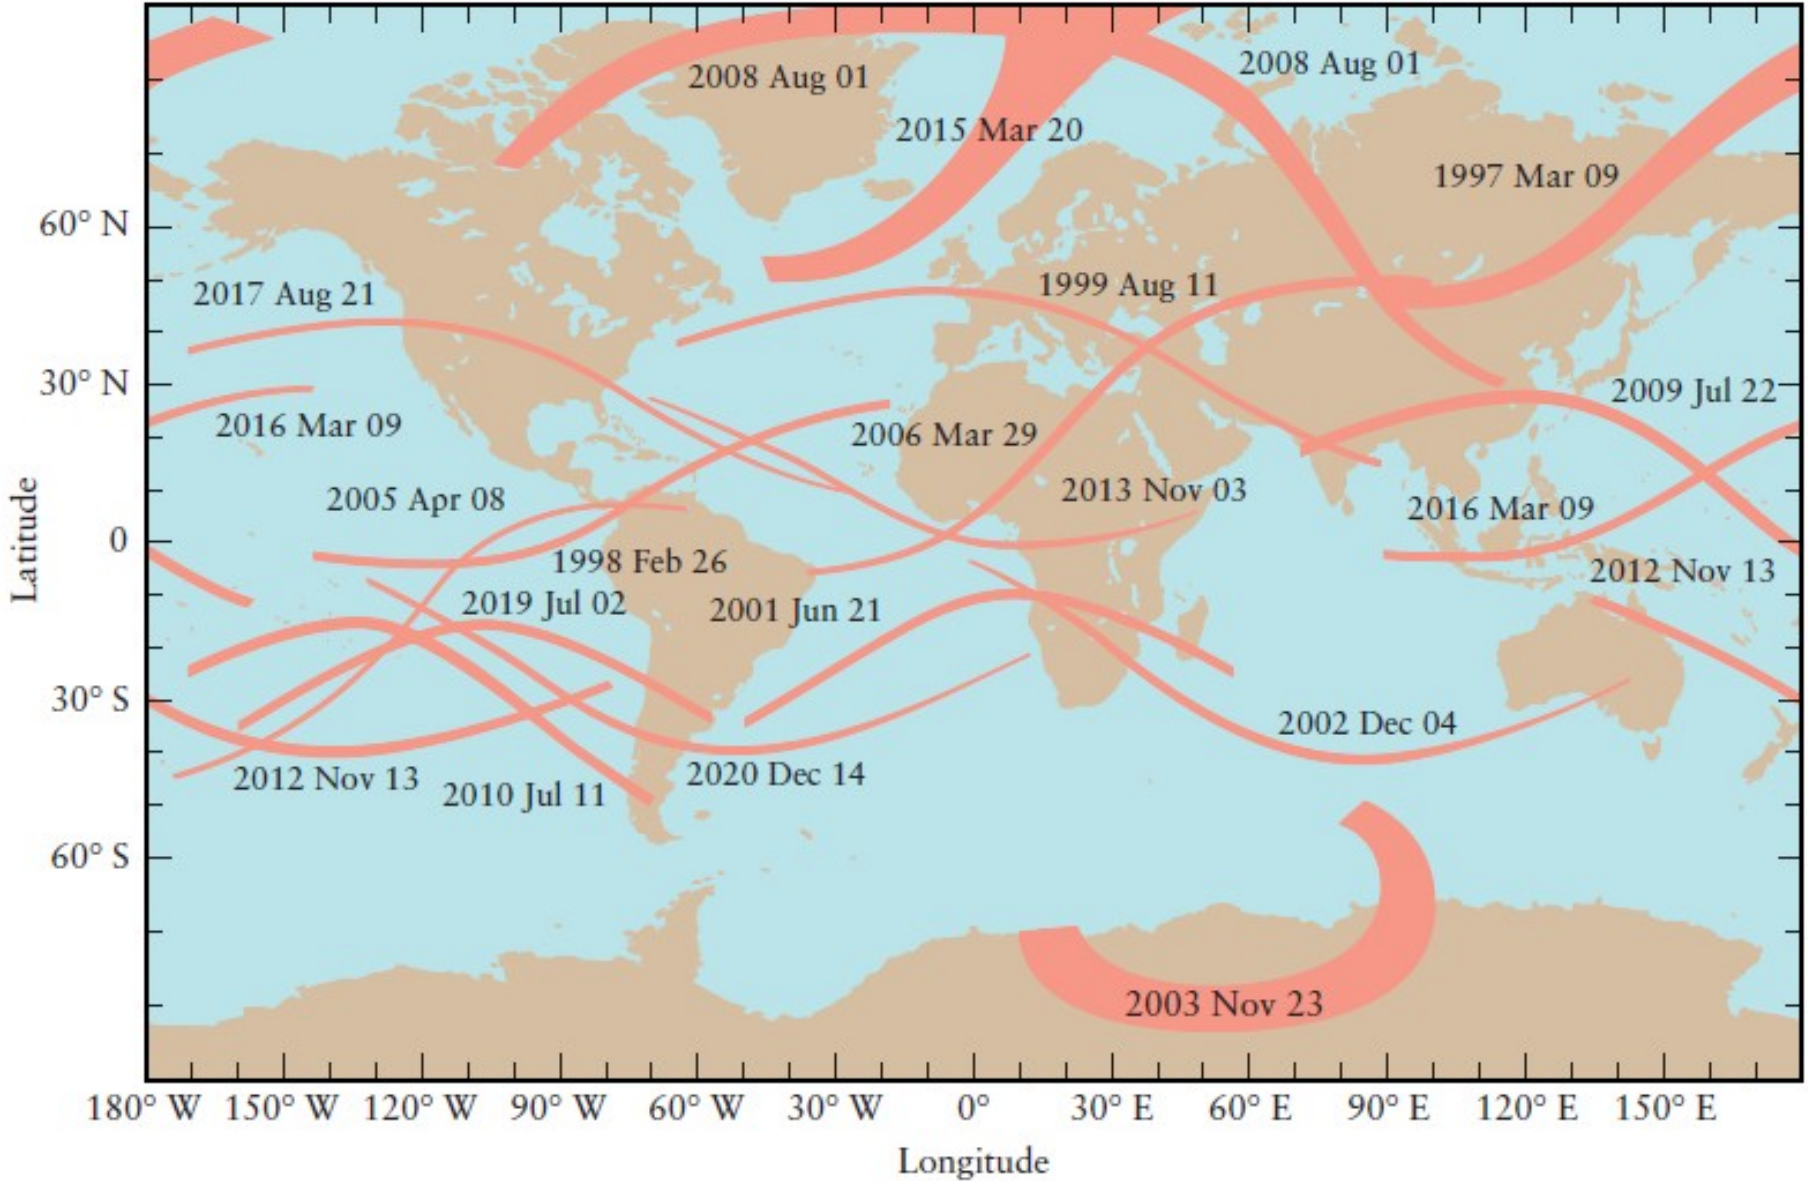 2008 Aug 01
2008 Aug 01
2015 Mar 20
1997 Mar 09
60° N
1999 Aug 11
2017 Aug 21
30° N
2009 Jul 22
2016 Mar 09
2006 Mar 29
2013 Nov 03
2005 Apr 08
2016 Mar 09
Latitude
0
1998 Feb 26
2012 Nov 13
2019 Jul 02
2001 Jun 21
30° S
2002 Dec 04
2012 Nov 13
2010 Jul 11
2020 Dec 14
60° S
2003 Nov 23
180° W 150° W 120° W 90° W 60° W 30° W 0° 30° E 60° E 90° E 120° E 150° E
Longitude